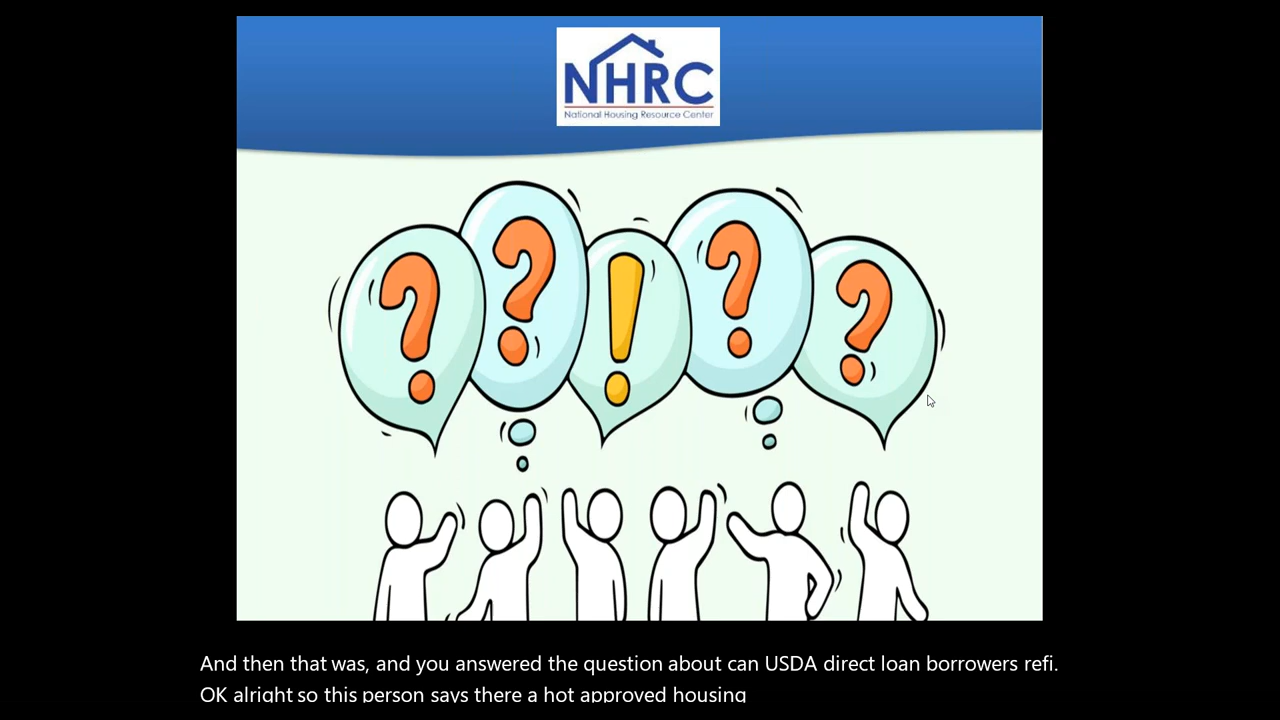 NHRC
National Housing Resource Center
? ? ! ? ?
And then that was, and you answered the question about can USDA direct loan borrowers refi.
OK alright so this person says there a hot approved housing